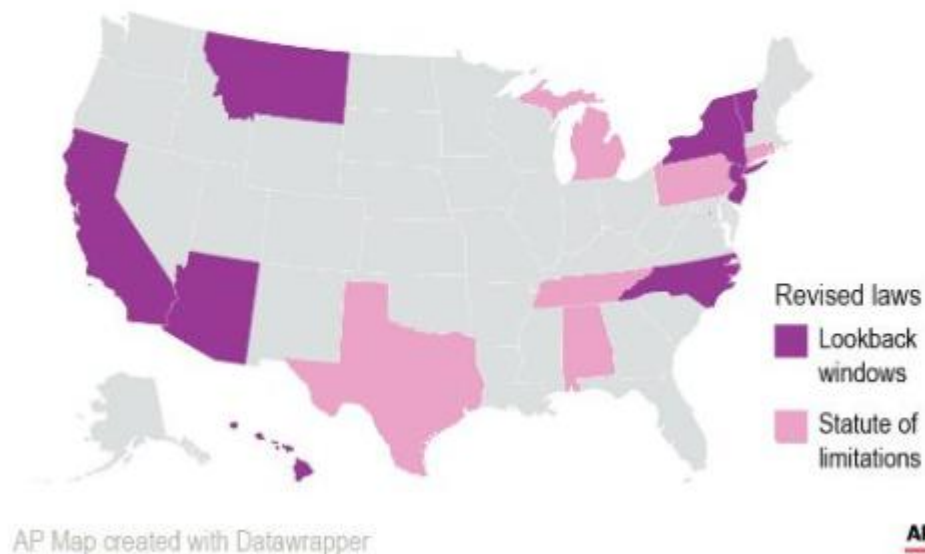 Revised laws
Lookback
windows
Statute of
limitations
AP Map created with Datawrapper